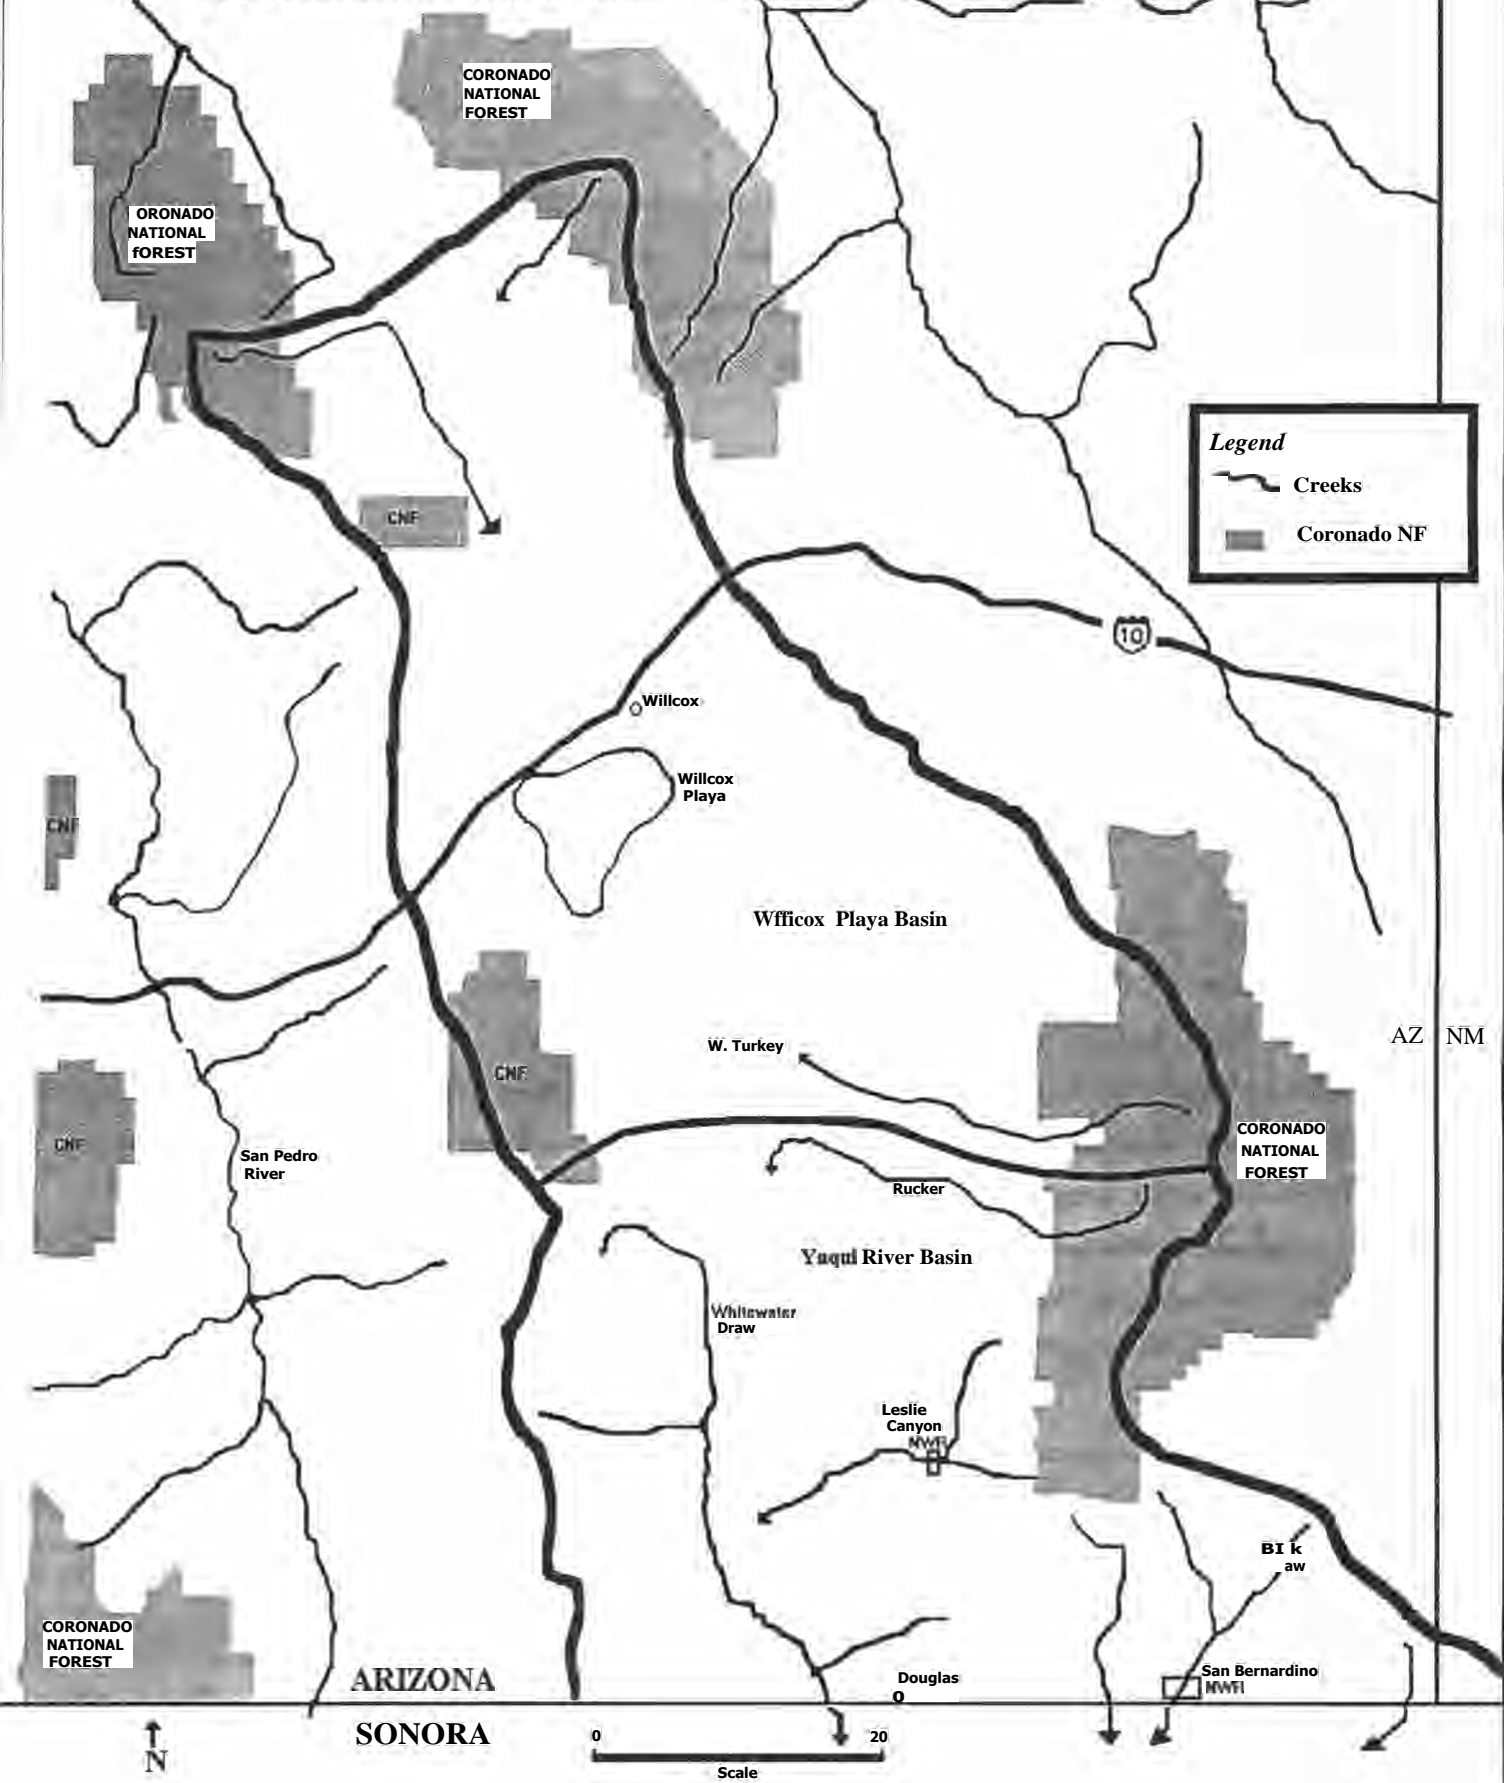 CORONADO
NATIONAL
FOREST
ORONADO
NATIONAL
fOREST
Legend
Creeks
Coronado NF
CNF
10
Willcox
Willcox
Playa
CNF
Wfficox Playa Basin
AZ NM
W. Turkey
CNF
CNF
CORONADO
NATIONAL
FOREST
San Pedro
River
Rucker
Yaqui River Basin
Whitewater
Draw
Leslie
Canyon
NWR
BI k
aw
CORONADO
NATIONAL
FOREST
San Bernardino
NWR
ARIZONA
Douglas
O
SONORA
0 20
N
Scale